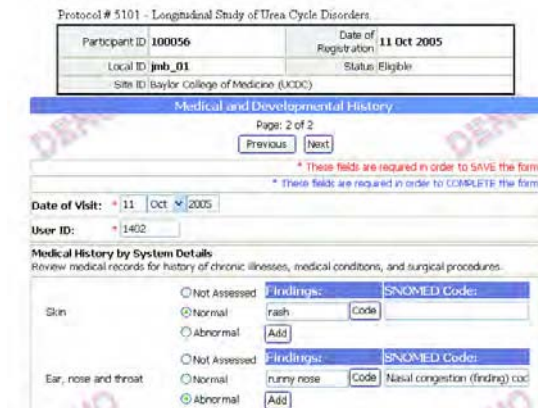 Protocol # 5101 - Longitudinal Study of Urea Cycle Disorders
Participant ID 100056 Date of Registration 11 Oct 2005
Local ID jmb_01 Status Eligible
Site ID Baylor College of Medicine (UCDC)
Medical and Developmental History
DEMO DEMO
Page: 2 of 2
Previous Next
* These fields are required in order to SAVE the form
* These fields are required in order to COMPLETE the form
Date of Visit: * 11 Oct 2005
User ID: * 1402
Medical History by System Details
Review medical records for history of chronic illnesses, medical conditions, and surgical procedures.
Not Assessed Findings: SNOMED Code:
Skin Normal rash Code
Abnormal Add
Not Assessed Findings: SNOMED Code:
Ear, nose and throat Normal runny nose Code Nasal congestion (finding) cod
Abnormal Add